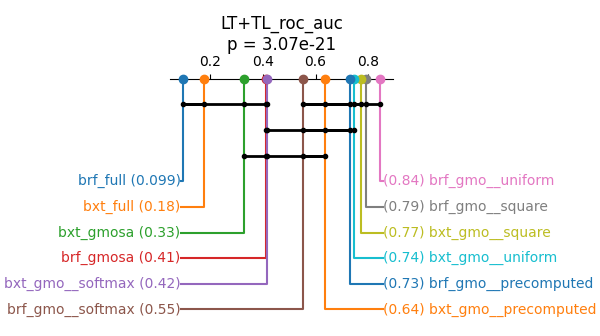 LT+TL_roc_auc
p = 3.07e-21
0.2 0.4 0.6 0.8
brf_full (0.099)
(0.84) brf_gmo__uniform
bxt_full (0.18)
(0.79) brf_gmo__square
bxt_gmosa (0.33)
(0.77) bxt_gmo__square
brf_gmosa (0.41)
(0.74) bxt_gmo__uniform
bxt_gmo__softmax (0.42)
(0.73) brf_gmo__precomputed
brf_gmo__softmax (0.55)
(0.64) bxt_gmo__precomputed